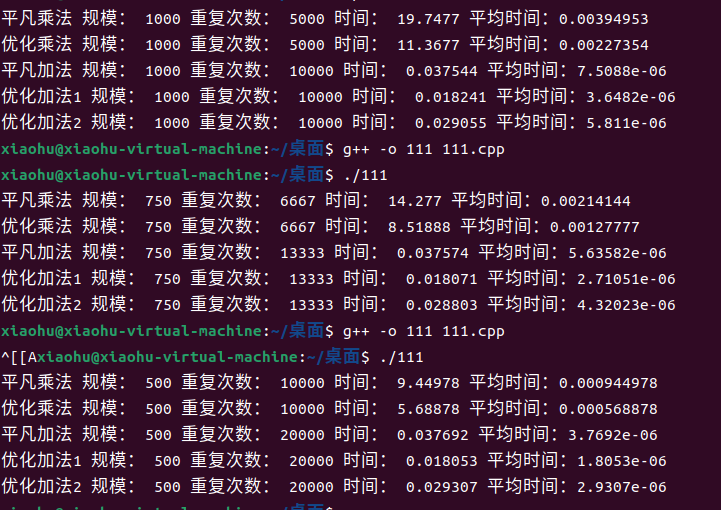 平凡乘法 规模： 1000 重复次数： 5000 时间： 19.7477 平均时间：0.00394953
优化乘法 规模： 1000 重复次数： 5000 时间： 11.3677 平均时间：0.00227354
平凡加法 规模： 1000 重复次数： 10000 时间： 0.037544 平均时间：7.5088e-06
优化加法1 规模： 1000 重复次数： 10000 时间： 0.018241 平均时间：3.6482e-06
优化加法2 规模： 1000 重复次数： 10000 时间： 0.029055 平均时间：5.811e-06
xiaohu@xiaohu-virtual-machine:~/桌面$ g++ -o 111 111.cpp
xiaohu@xiaohu-virtual-machine:~/桌面$ ./111
平凡乘法 规模： 750 重复次数： 6667 时间： 14.277 平均时间：0.00214144
优化乘法 规模： 750 重复次数： 6667 时间： 8.51888 平均时间：0.00127777
平凡加法 规模： 750 重复次数： 13333 时间： 0.037574 平均时间：5.63582e-06
优化加法1 规模： 750 重复次数： 13333 时间： 0.018071 平均时间：2.71051e-06
优化加法2 规模： 750 重复次数： 13333 时间： 0.028803 平均时间：4.32023e-06
xiaohu@xiaohu-virtual-machine:~/桌面$ g++ -o 111 111.cpp
^[[Axiaohu@xiaohu-virtual-machine:~/桌面$ ./111
平凡乘法 规模： 500 重复次数： 10000 时间： 9.44978 平均时间：0.000944978
优化乘法 规模： 500 重复次数： 10000 时间： 5.68878 平均时间：0.000568878
平凡加法 规模： 500 重复次数： 20000 时间： 0.037692 平均时间：3.7692e-06
优化加法1 规模： 500 重复次数： 20000 时间： 0.018053 平均时间：1.8053e-06
优化加法2 规模： 500 重复次数： 20000 时间： 0.029307 平均时间：2.9307e-06